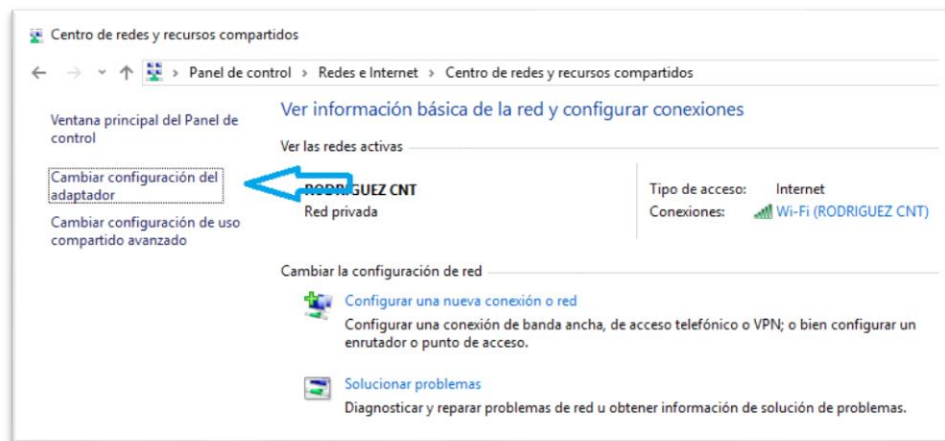 Centro de redes y recursos compartidos
Panel de control › Redes e Internet › Centro de redes y recursos compartidos
Ventana principal del Panel de
control
Cambiar configuración del
adaptador
Cambiar configuración de uso
compartido avanzado
Ver información básica de la red y configurar conexiones
Ver las redes activas
RODRIGUEZ CNT
Red privada
Tipo de acceso: Internet
Conexiones: Wi-Fi (RODRIGUEZ CNT)
Cambiar la configuración de red
Configurar una nueva conexión o red
Configurar una conexión de banda ancha, de acceso telefónico o VPN; o bien configurar un
enrutador o punto de acceso.
Solucionar problemas
Diagnosticar y reparar problemas de red u obtener información de solución de problemas.